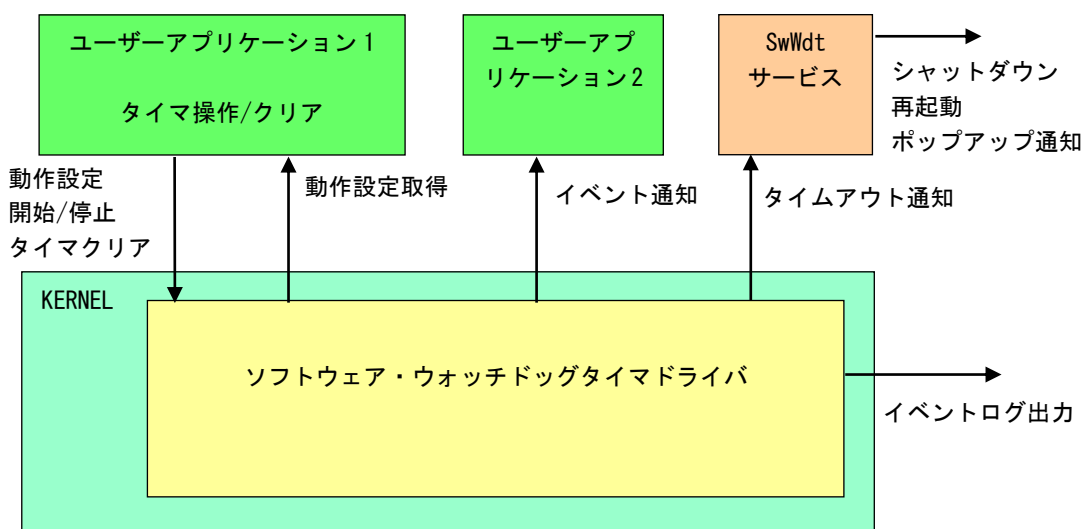 ユーザーアプリケーション1
タイマ操作/クリア
ユーザーアプ
リケーション2
SwWdt
サービス
シャットダウン
再起動
ポップアップ通知
動作設定
開始/停止
タイマクリア
動作設定取得
イベント通知
タイムアウト通知
KERNEL
ソフトウェア・ウォッチドッグタイマドライバ
イベントログ出力